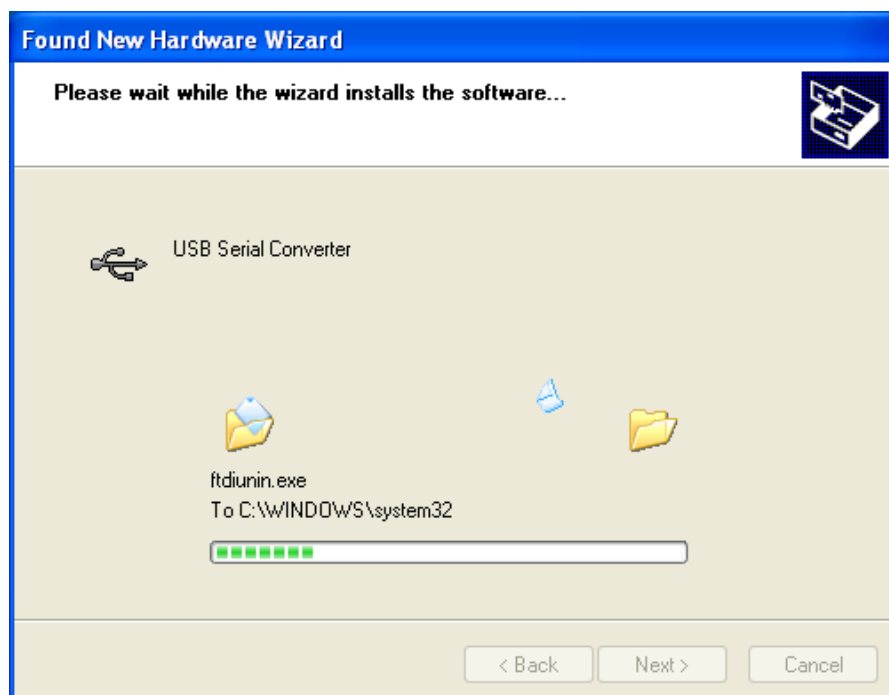 Found New Hardware Wizard
Please wait while the wizard installs the software...
USB Serial Converter
ftdiunin.exe
To C:\WINDOWS\system32
< Back
Next >
Cancel